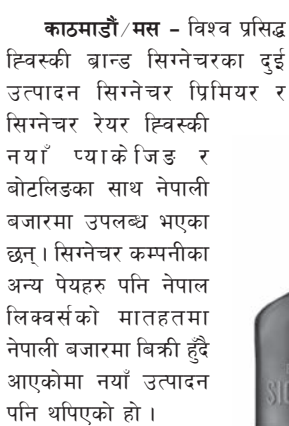 काठमाडौं/मस – विश्व प्रसिद्ध
ह्विस्की ब्रान्ड सिग्नेचरका दुई
उत्पादन सिग्नेचर प्रिमियर र
सिग्नेचर रेयर ह्विस्की
नयाँ प्याकेजिङ र
बोटलिङका साथ नेपाली
बजारमा उपलब्ध भएका
छन् । सिग्नेचर कम्पनीका
अन्य पेयहरु पनि नेपाल
लिक्वर्सको मातहतमा
नेपाली बजारमा बिक्री हुँदै
आएकोमा नयाँ उत्पादन
पनि थपिएको हो ।